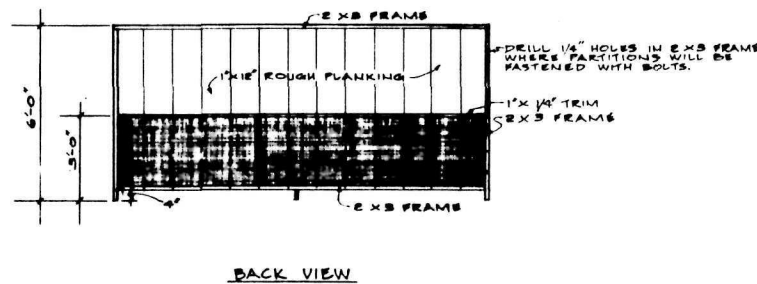 2 X 3 FRAME
DRILL 1/4" HOLES IN 2 X 3 FRAME
WHERE PARTITIONS WILL BE
FASTENED WITH BOLTS.
1" X 12" ROUGH PLANKING
6'-0"
1" X 1/4" TRIM
2 X 3 FRAME
3'-0"
4"
2 X 3 FRAME
BACK VIEW